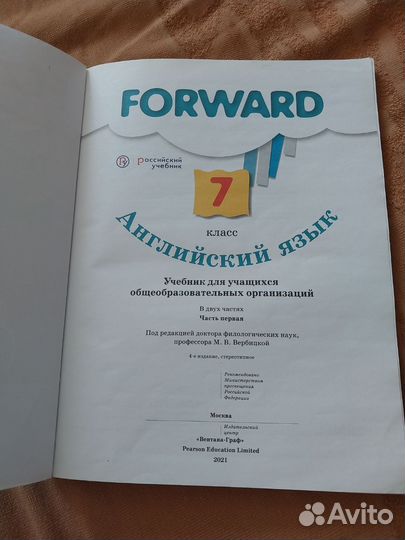 FORWARD
российский
учебник
7
класс
Английский язык
Учебник для учащихся
общеобразовательных организаций
В двух частях
Часть первая
Под редакцией доктора филологических наук,
профессора М. В. Вербицкой
4-е издание, стереотипное
Рекомендовано
Министерством
просвещения
Российской
Федерации
Москва
Издательский
центр
«Вентана-Граф»
Pearson Education Limited
2021
Avito